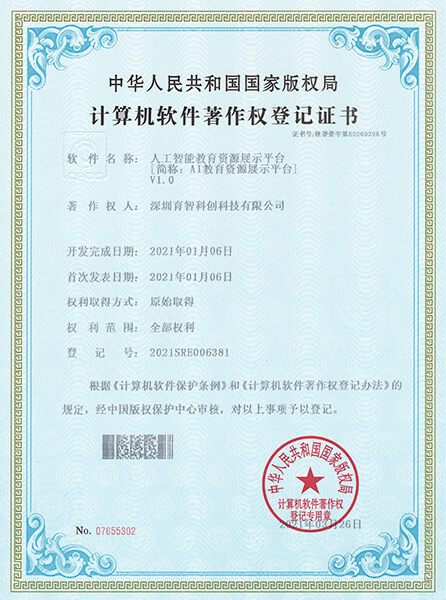 中华人民共和国国家版权局
计算机软件著作权登记证书
证书号：软著登字第E0069295号
软件名称： 人工智能教育资源展示平台
[简称：AI教育资源展示平台]
V1.0
著作权人： 深圳育智科创科技有限公司
开发完成日期： 2021年01月06日
首次发表日期： 2021年01月06日
权利取得方式： 原始取得
权利范围： 全部权利
登记号： 2021SRE006381
根据《计算机软件保护条例》和《计算机软件著作权登记办法》的
规定，经中国版权保护中心审核，对以上事项予以登记。
中华人民共和国国家版权局
计算机软件著作权
登记专用章
2021年03月26日
No. 07655302